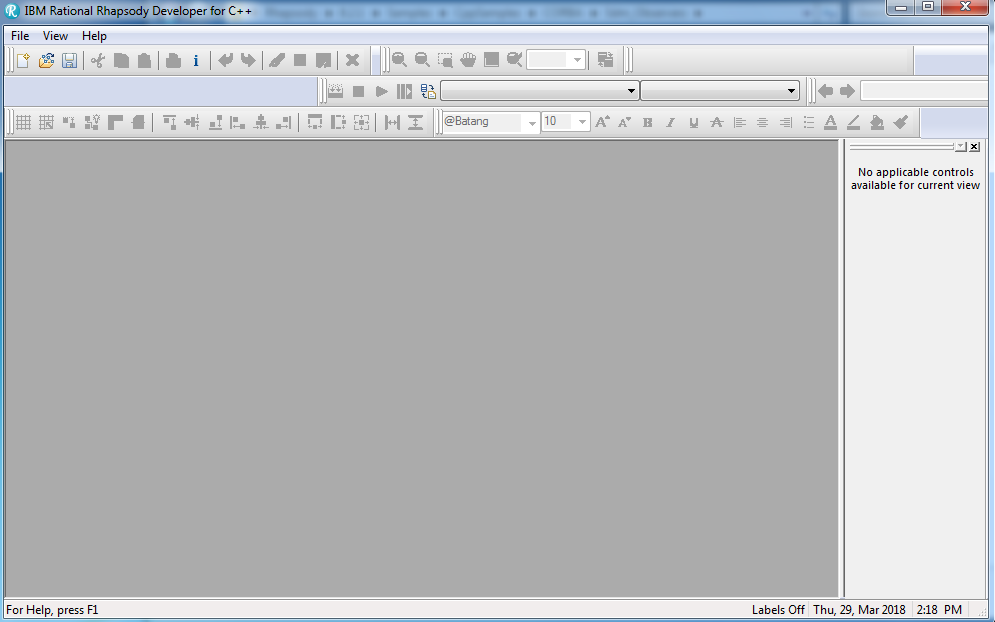 IBM Rational Rhapsody Developer for C++
File View Help
@Batang 10
No applicable controls
available for current view
For Help, press F1
Labels Off Thu, 29, Mar 2018 2:18 PM